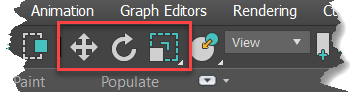 Animation Graph Editors Rendering
View
Paint Populate